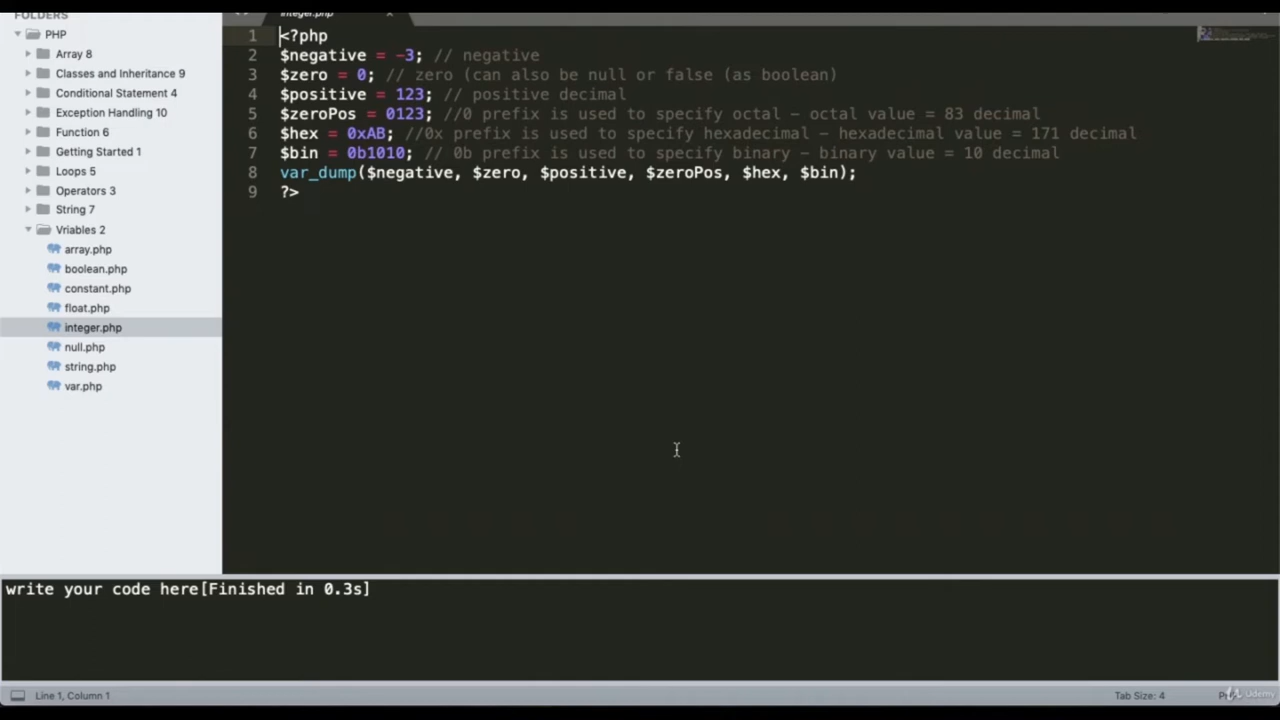 FOLDERS
PHP
Array 8
Classes and Inheritance 9
Conditional Statement 4
Exception Handling 10
Function 6
Getting Started 1
Loops 5
Operators 3
String 7
Vriables 2
array.php
boolean.php
constant.php
float.php
integer.php
null.php
string.php
var.php
integer.php
1 <?php
2 $negative = -3; // negative
3 $zero = 0; // zero (can also be null or false (as boolean)
4 $positive = 123; // positive decimal
5 $zeroPos = 0123; //0 prefix is used to specify octal - octal value = 83 decimal
6 $hex = 0xAB; //0x prefix is used to specify hexadecimal - hexadecimal value = 171 decimal
7 $bin = 0b1010; // 0b prefix is used to specify binary - binary value = 10 decimal
8 var_dump($negative, $zero, $positive, $zeroPos, $hex, $bin);
9 ?>
write your code here[Finished in 0.3s]
Line 1, Column 1
Tab Size: 4
Udemy